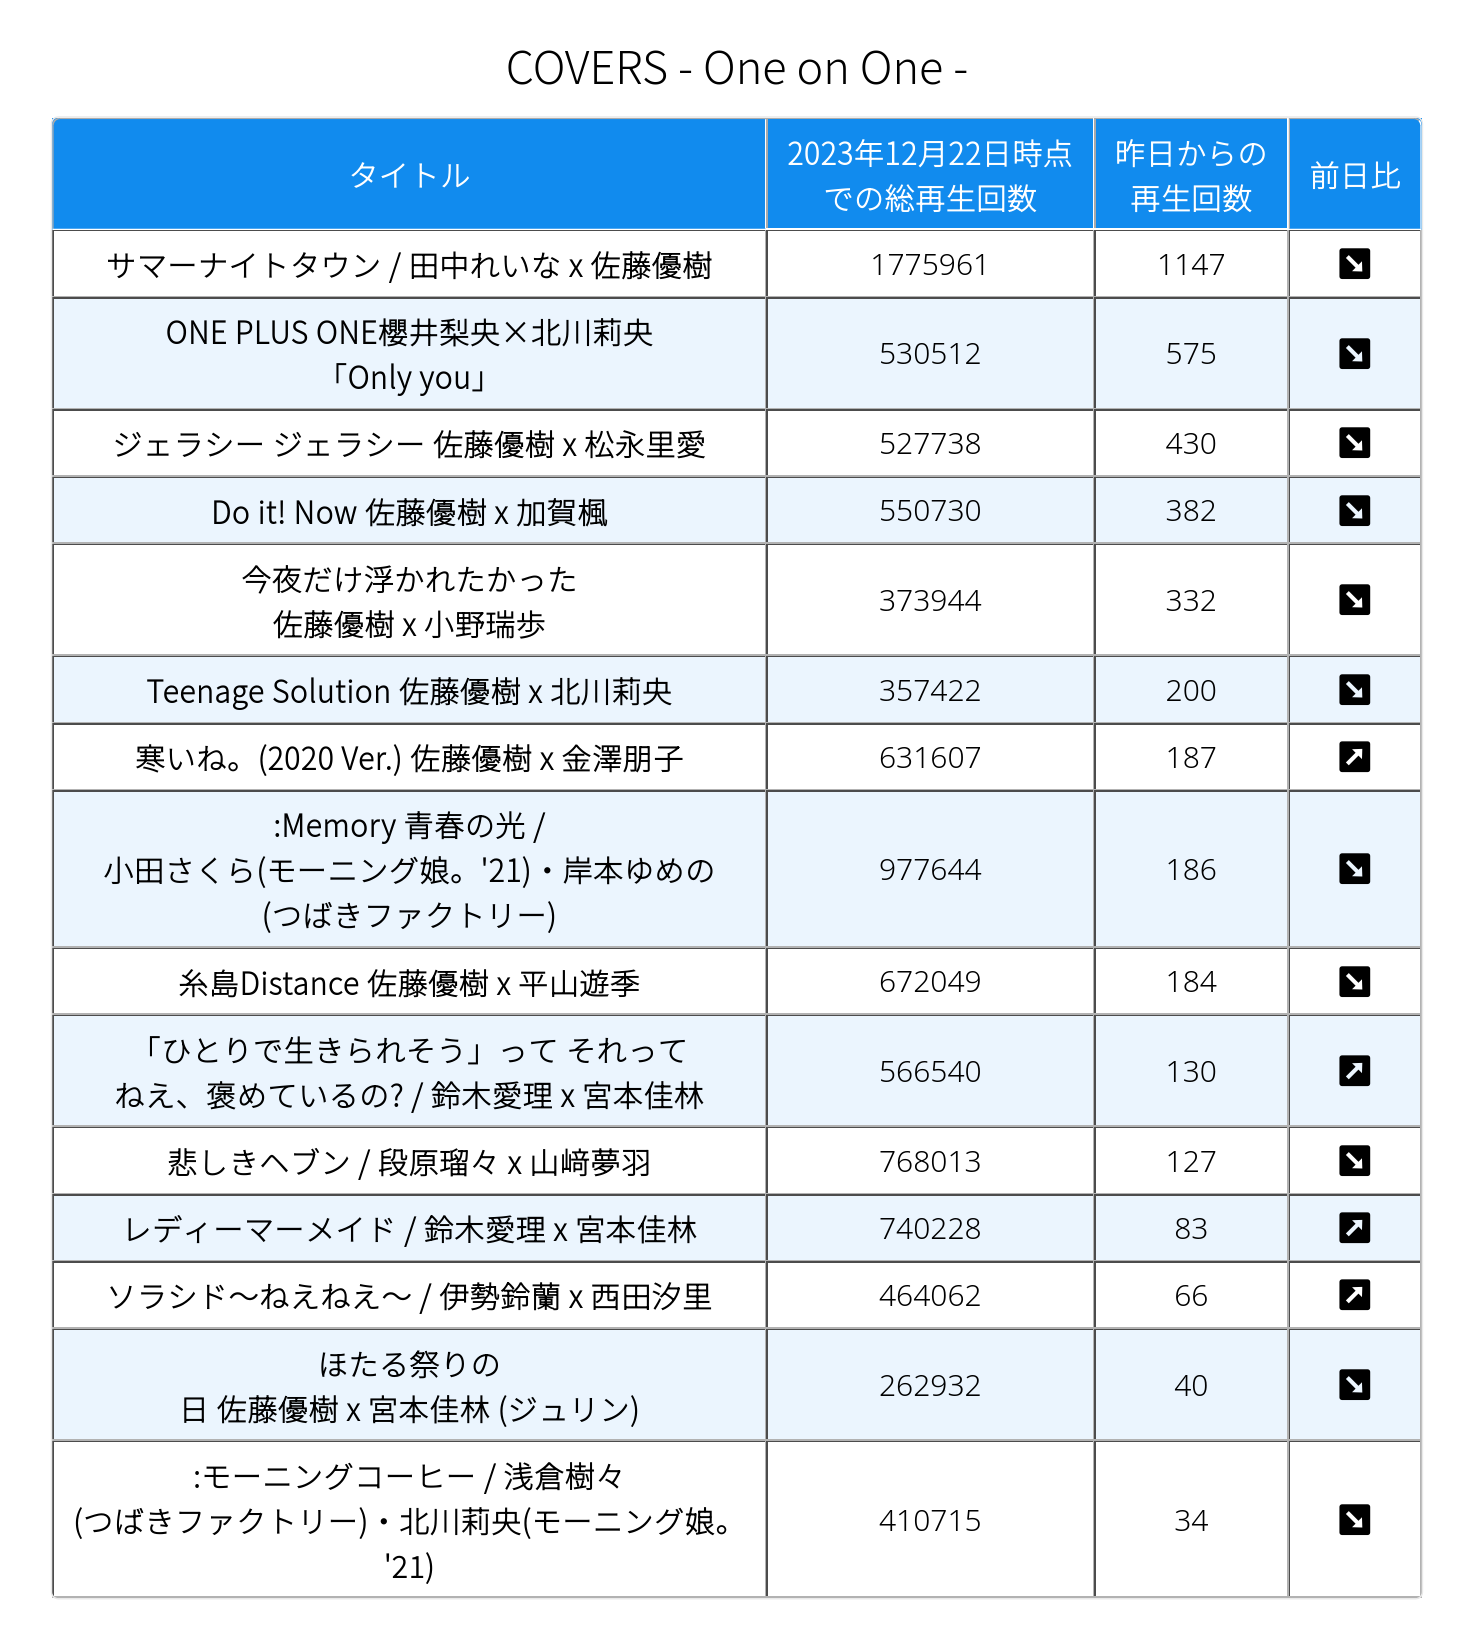 COVERS - One on One -
タイトル
2023年12月22日時点
での総再生回数
昨日からの
再生回数
前日比
サマーナイトタウン / 田中れいな x 佐藤優樹
1775961
1147
ONE PLUS ONE櫻井梨央×北川莉央
「Only you」
530512
575
ジェラシー ジェラシー 佐藤優樹 x 松永里愛
527738
430
Do it! Now 佐藤優樹 x 加賀楓
550730
382
今夜だけ浮かれたかった
佐藤優樹 x 小野瑞歩
373944
332
Teenage Solution 佐藤優樹 x 北川莉央
357422
200
寒いね。(2020 Ver.) 佐藤優樹 x 金澤朋子
631607
187
:Memory 青春の光 /
小田さくら(モーニング娘。'21)・岸本ゆめの
(つばきファクトリー)
977644
186
糸島Distance 佐藤優樹 x 平山遊季
672049
184
「ひとりで生きられそう」って それって
ねえ、褒めているの? / 鈴木愛理 x 宮本佳林
566540
130
悲しきヘブン / 段原瑠々 x 山﨑夢羽
768013
127
レディーマーメイド / 鈴木愛理 x 宮本佳林
740228
83
ソラシド〜ねえねえ〜 / 伊勢鈴蘭 x 西田汐里
464062
66
ほたる祭りの
日 佐藤優樹 x 宮本佳林 (ジュリン)
262932
40
:モーニングコーヒー / 浅倉樹々
(つばきファクトリー)・北川莉央(モーニング娘。
'21)
410715
34